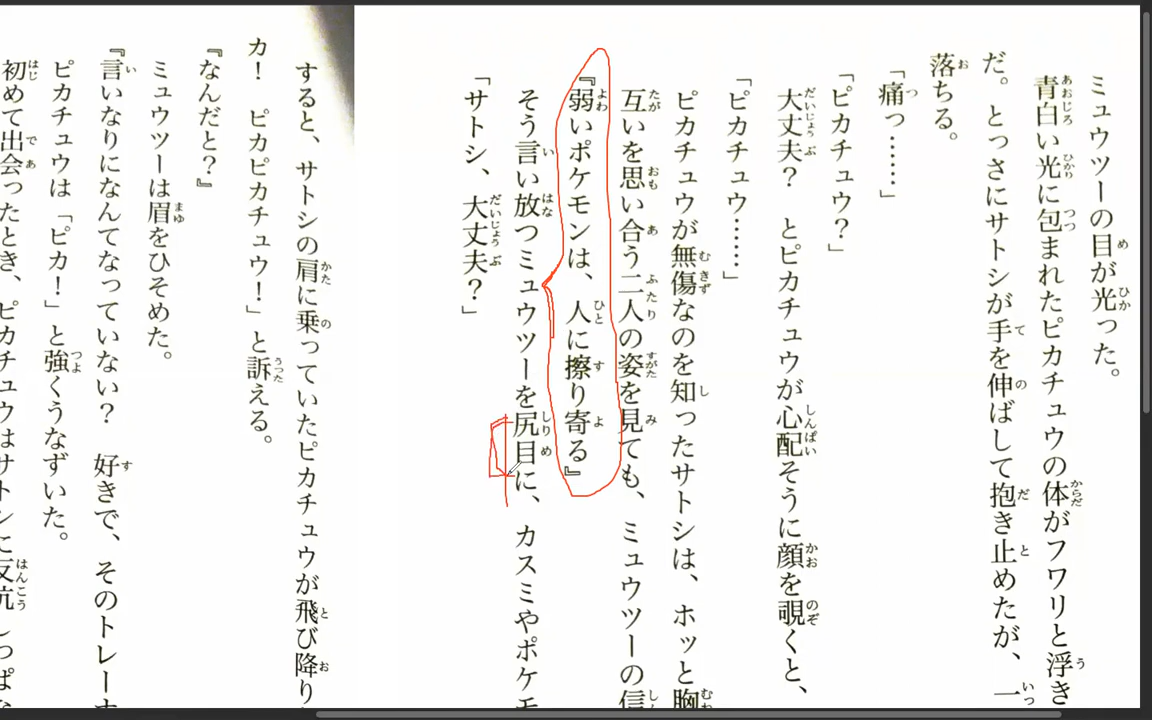 ミュウツーの目が光った。
青白い光に包まれたピカチュウの体がフワリと浮き
だ。とっさにサトシが手を伸ばして抱き止めたが、一
落ちる。
「痛っ……」
「ピカチュウ？」
大丈夫？　とピカチュウが心配そうに顔を覗くと、
「ピカチュウ……」
ピカチュウが無傷なのを知ったサトシは、ホッと胸
互いを思い合う二人の姿を見ても、ミュウツーの信
『弱いポケモンは、人に擦り寄る』
そう言い放つミュウツーを尻目に、カスミやポケモ
「サトシ、大丈夫？」
すると、サトシの肩に乗っていたピカチュウが飛び降り
カ！　ピカピカチュウ！」と訴える。
『なんだと？』
ミュウツーは眉をひそめた。
『言いなりになんてなっていない？　好きで、そのトレーナ
ピカチュウは「ピカ！」と強くうなずいた。
初めて出会ったとき、ピカチュウはサトシに反抗しっぱな